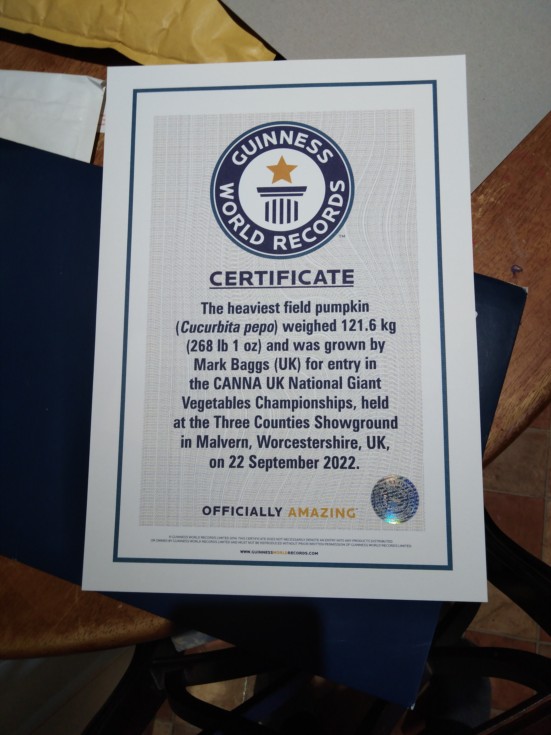 GUINNESS
WORLD RECORDS
™
CERTIFICATE
The heaviest field pumpkin
(Cucurbita pepo) weighed 121.6 kg
(268 lb 1 oz) and was grown by
Mark Baggs (UK) for entry in
the CANNA UK National Giant
Vegetables Championships, held
at the Three Counties Showground
in Malvern, Worcestershire, UK,
on 22 September 2022.
OFFICIALLY AMAZING
WWW.GUINNESSWORLDRECORDS.COM